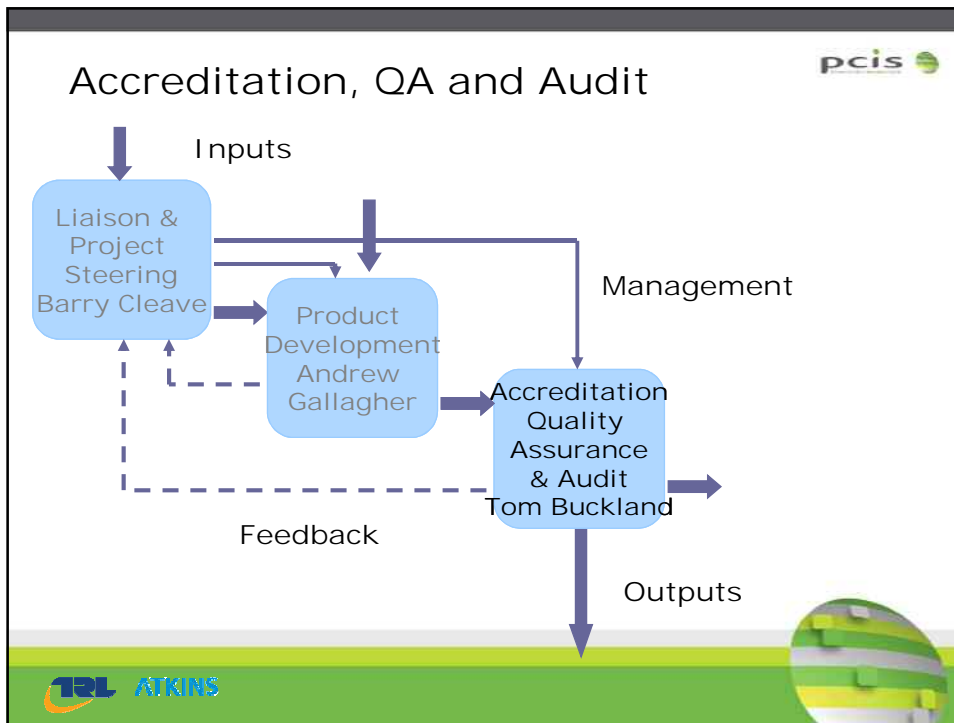 Accreditation, QA and Audit
pcis
Inputs
Liaison &
Project
Steering
Barry Cleave
Management
Product
Development
Andrew
Gallagher
Accreditation
Quality
Assurance
& Audit
Tom Buckland
Feedback
Outputs
TRL ATKINS